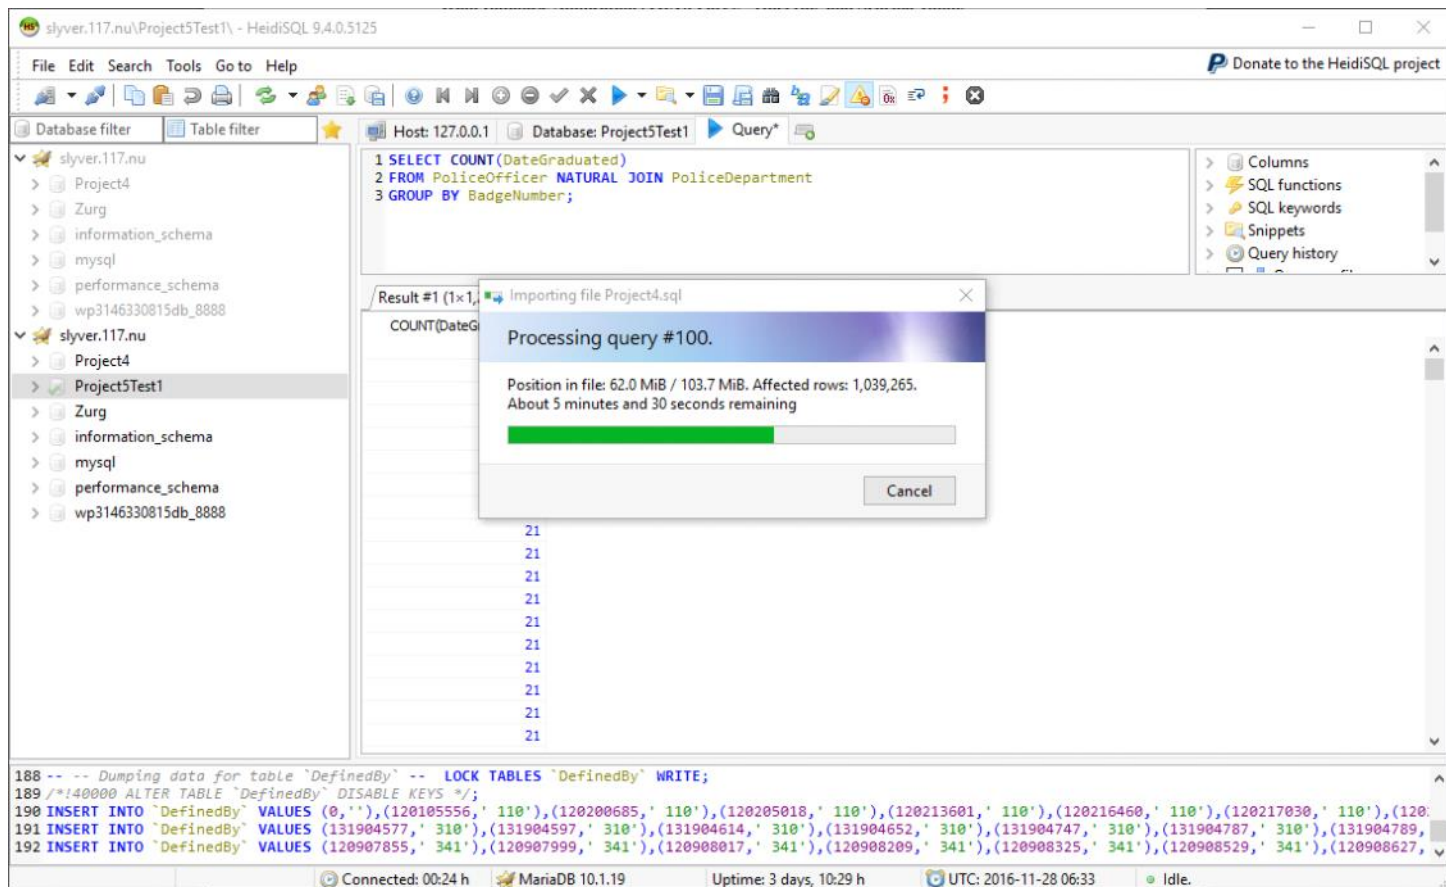 slyver.117.nu\Project5Test1\ - HeidiSQL 9.4.0.5125
File Edit Search Tools Go to Help
Donate to the HeidiSQL project
Database filter
Table filter
Host: 127.0.0.1
Database: Project5Test1
Query*
slyver.117.nu
Project4
Zurg
information_schema
mysql
performance_schema
wp3146330815db_8888
slyver.117.nu
Project4
Project5Test1
Zurg
information_schema
mysql
performance_schema
wp3146330815db_8888
1 SELECT COUNT(DateGraduated)
2 FROM PoliceOfficer NATURAL JOIN PoliceDepartment
3 GROUP BY BadgeNumber;
Columns
SQL functions
SQL keywords
Snippets
Query history
Result #1 (1×1,
COUNT(DateG
Importing file Project4.sql
Processing query #100.
Position in file: 62.0 MiB / 103.7 MiB. Affected rows: 1,039,265.
About 5 minutes and 30 seconds remaining
Cancel
21
21
21
21
21
21
21
21
21
21
188 -- -- Dumping data for table `DefinedBy` -- LOCK TABLES `DefinedBy` WRITE;
189 /*!40000 ALTER TABLE `DefinedBy` DISABLE KEYS */;
190 INSERT INTO `DefinedBy` VALUES (0,''),(120105556,' 110'),(120200685,' 110'),(120205018,' 110'),(120213601,' 110'),(120216460,' 110'),(120217030,' 110'),(120
191 INSERT INTO `DefinedBy` VALUES (131904577,' 310'),(131904597,' 310'),(131904614,' 310'),(131904652,' 310'),(131904747,' 310'),(131904787,' 310'),(131904789,
192 INSERT INTO `DefinedBy` VALUES (120907855,' 341'),(120907999,' 341'),(120908017,' 341'),(120908209,' 341'),(120908325,' 341'),(120908529,' 341'),(120908627,
Connected: 00:24 h
MariaDB 10.1.19
Uptime: 3 days, 10:29 h
UTC: 2016-11-28 06:33
Idle.